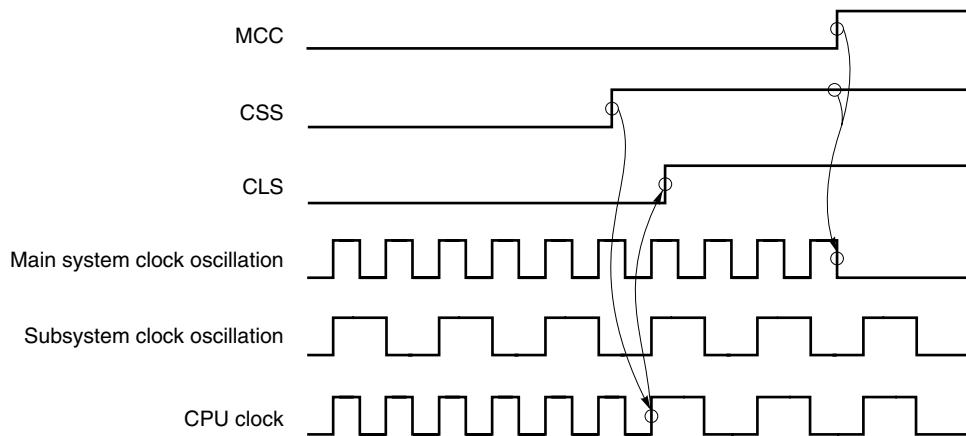 MCC
CSS
CLS
Main system clock oscillation
Subsystem clock oscillation
CPU clock